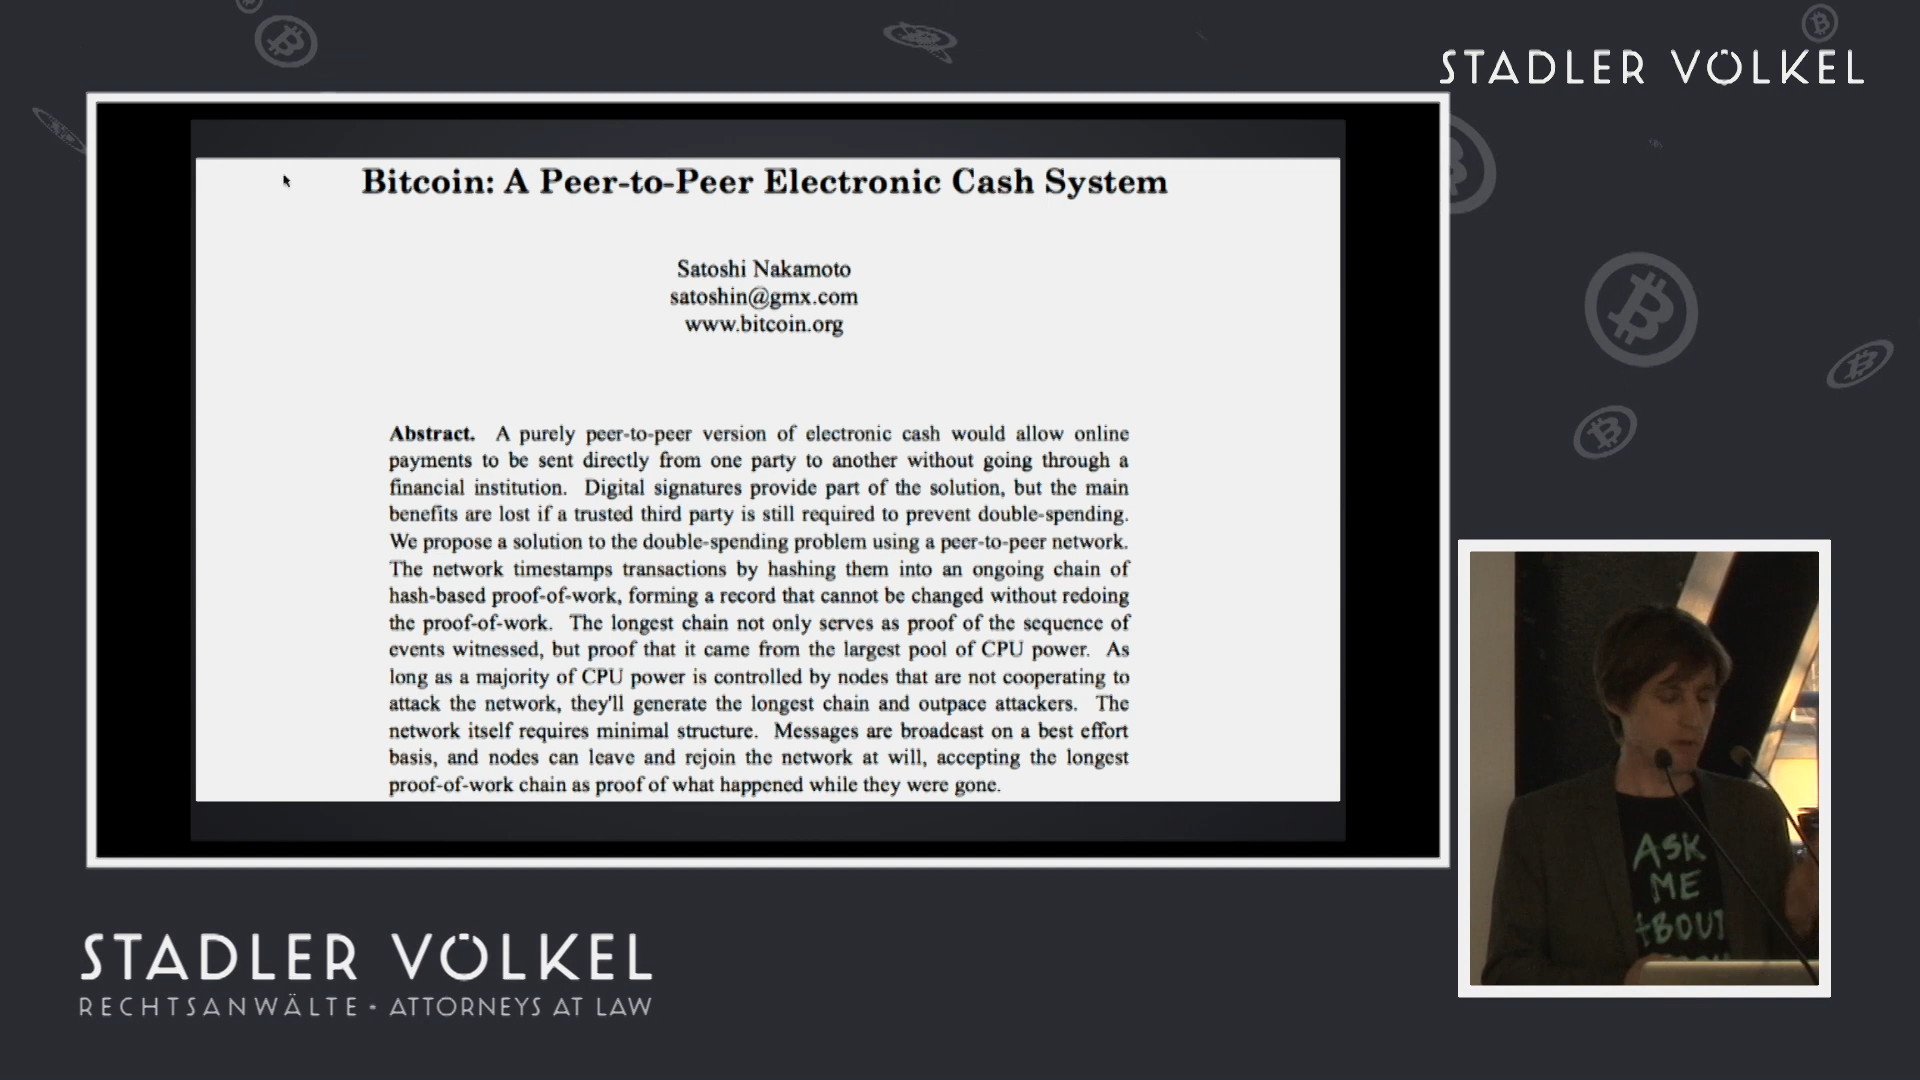 STADLER VÖLKEL
Bitcoin: A Peer-to-Peer Electronic Cash System
Satoshi Nakamoto
satoshin@gmx.com
www.bitcoin.org
Abstract. A purely peer-to-peer version of electronic cash would allow online
payments to be sent directly from one party to another without going through a
financial institution. Digital signatures provide part of the solution, but the main
benefits are lost if a trusted third party is still required to prevent double-spending.
We propose a solution to the double-spending problem using a peer-to-peer network.
The network timestamps transactions by hashing them into an ongoing chain of
hash-based proof-of-work, forming a record that cannot be changed without redoing
the proof-of-work. The longest chain not only serves as proof of the sequence of
events witnessed, but proof that it came from the largest pool of CPU power. As
long as a majority of CPU power is controlled by nodes that are not cooperating to
attack the network, they'll generate the longest chain and outpace attackers. The
network itself requires minimal structure. Messages are broadcast on a best effort
basis, and nodes can leave and rejoin the network at will, accepting the longest
proof-of-work chain as proof of what happened while they were gone.
ASK
ME
ABOUT
STADLER VÖLKEL
RECHTSANWÄLTE - ATTORNEYS AT LAW